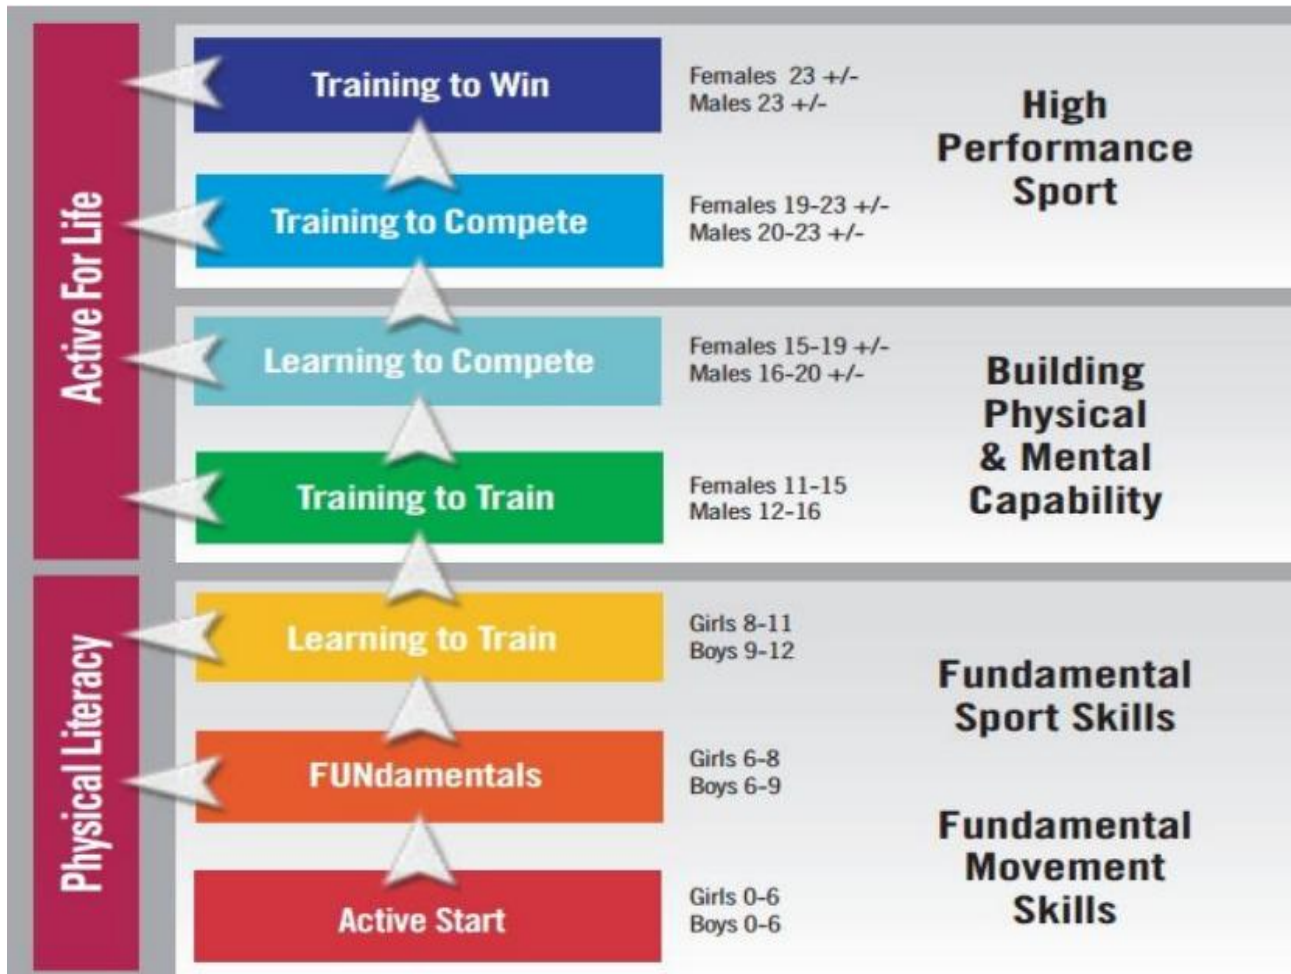 Active For Life
Training to Win
Females 23 +/-
Males 23 +/-
High
Performance
Sport
Training to Compete
Females 19-23 +/-
Males 20-23 +/-
Learning to Compete
Females 15-19 +/-
Males 16-20 +/-
Building
Physical
& Mental
Capability
Training to Train
Females 11-15
Males 12-16
Physical Literacy
Learning to Train
Girls 8-11
Boys 9-12
Fundamental
Sport Skills
FUNdamentals
Girls 6-8
Boys 6-9
Fundamental
Movement
Skills
Active Start
Girls 0-6
Boys 0-6